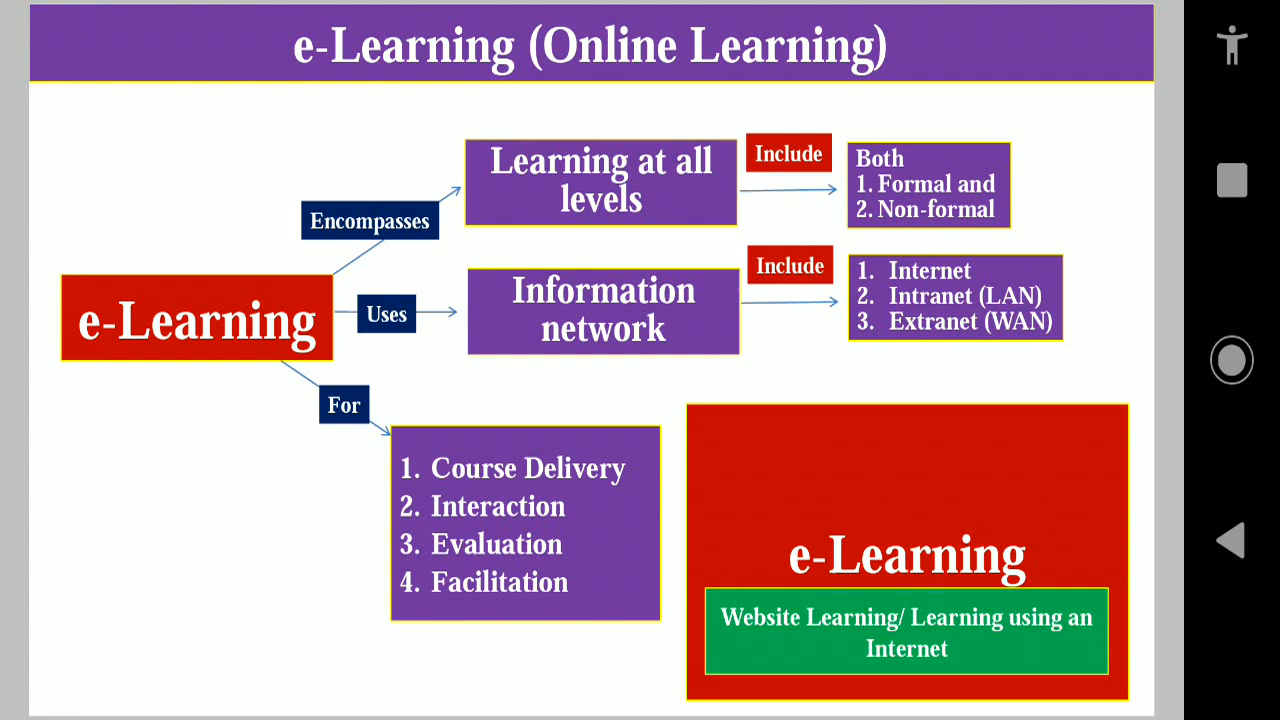 e-Learning (Online Learning)
Learning at all
levels
Include
Both
1. Formal and
2. Non-formal
Encompasses
e-Learning
Uses
Information
network
Include
1. Internet
2. Intranet (LAN)
3. Extranet (WAN)
For
1. Course Delivery
2. Interaction
3. Evaluation
4. Facilitation
e-Learning
Website Learning/ Learning using an
Internet